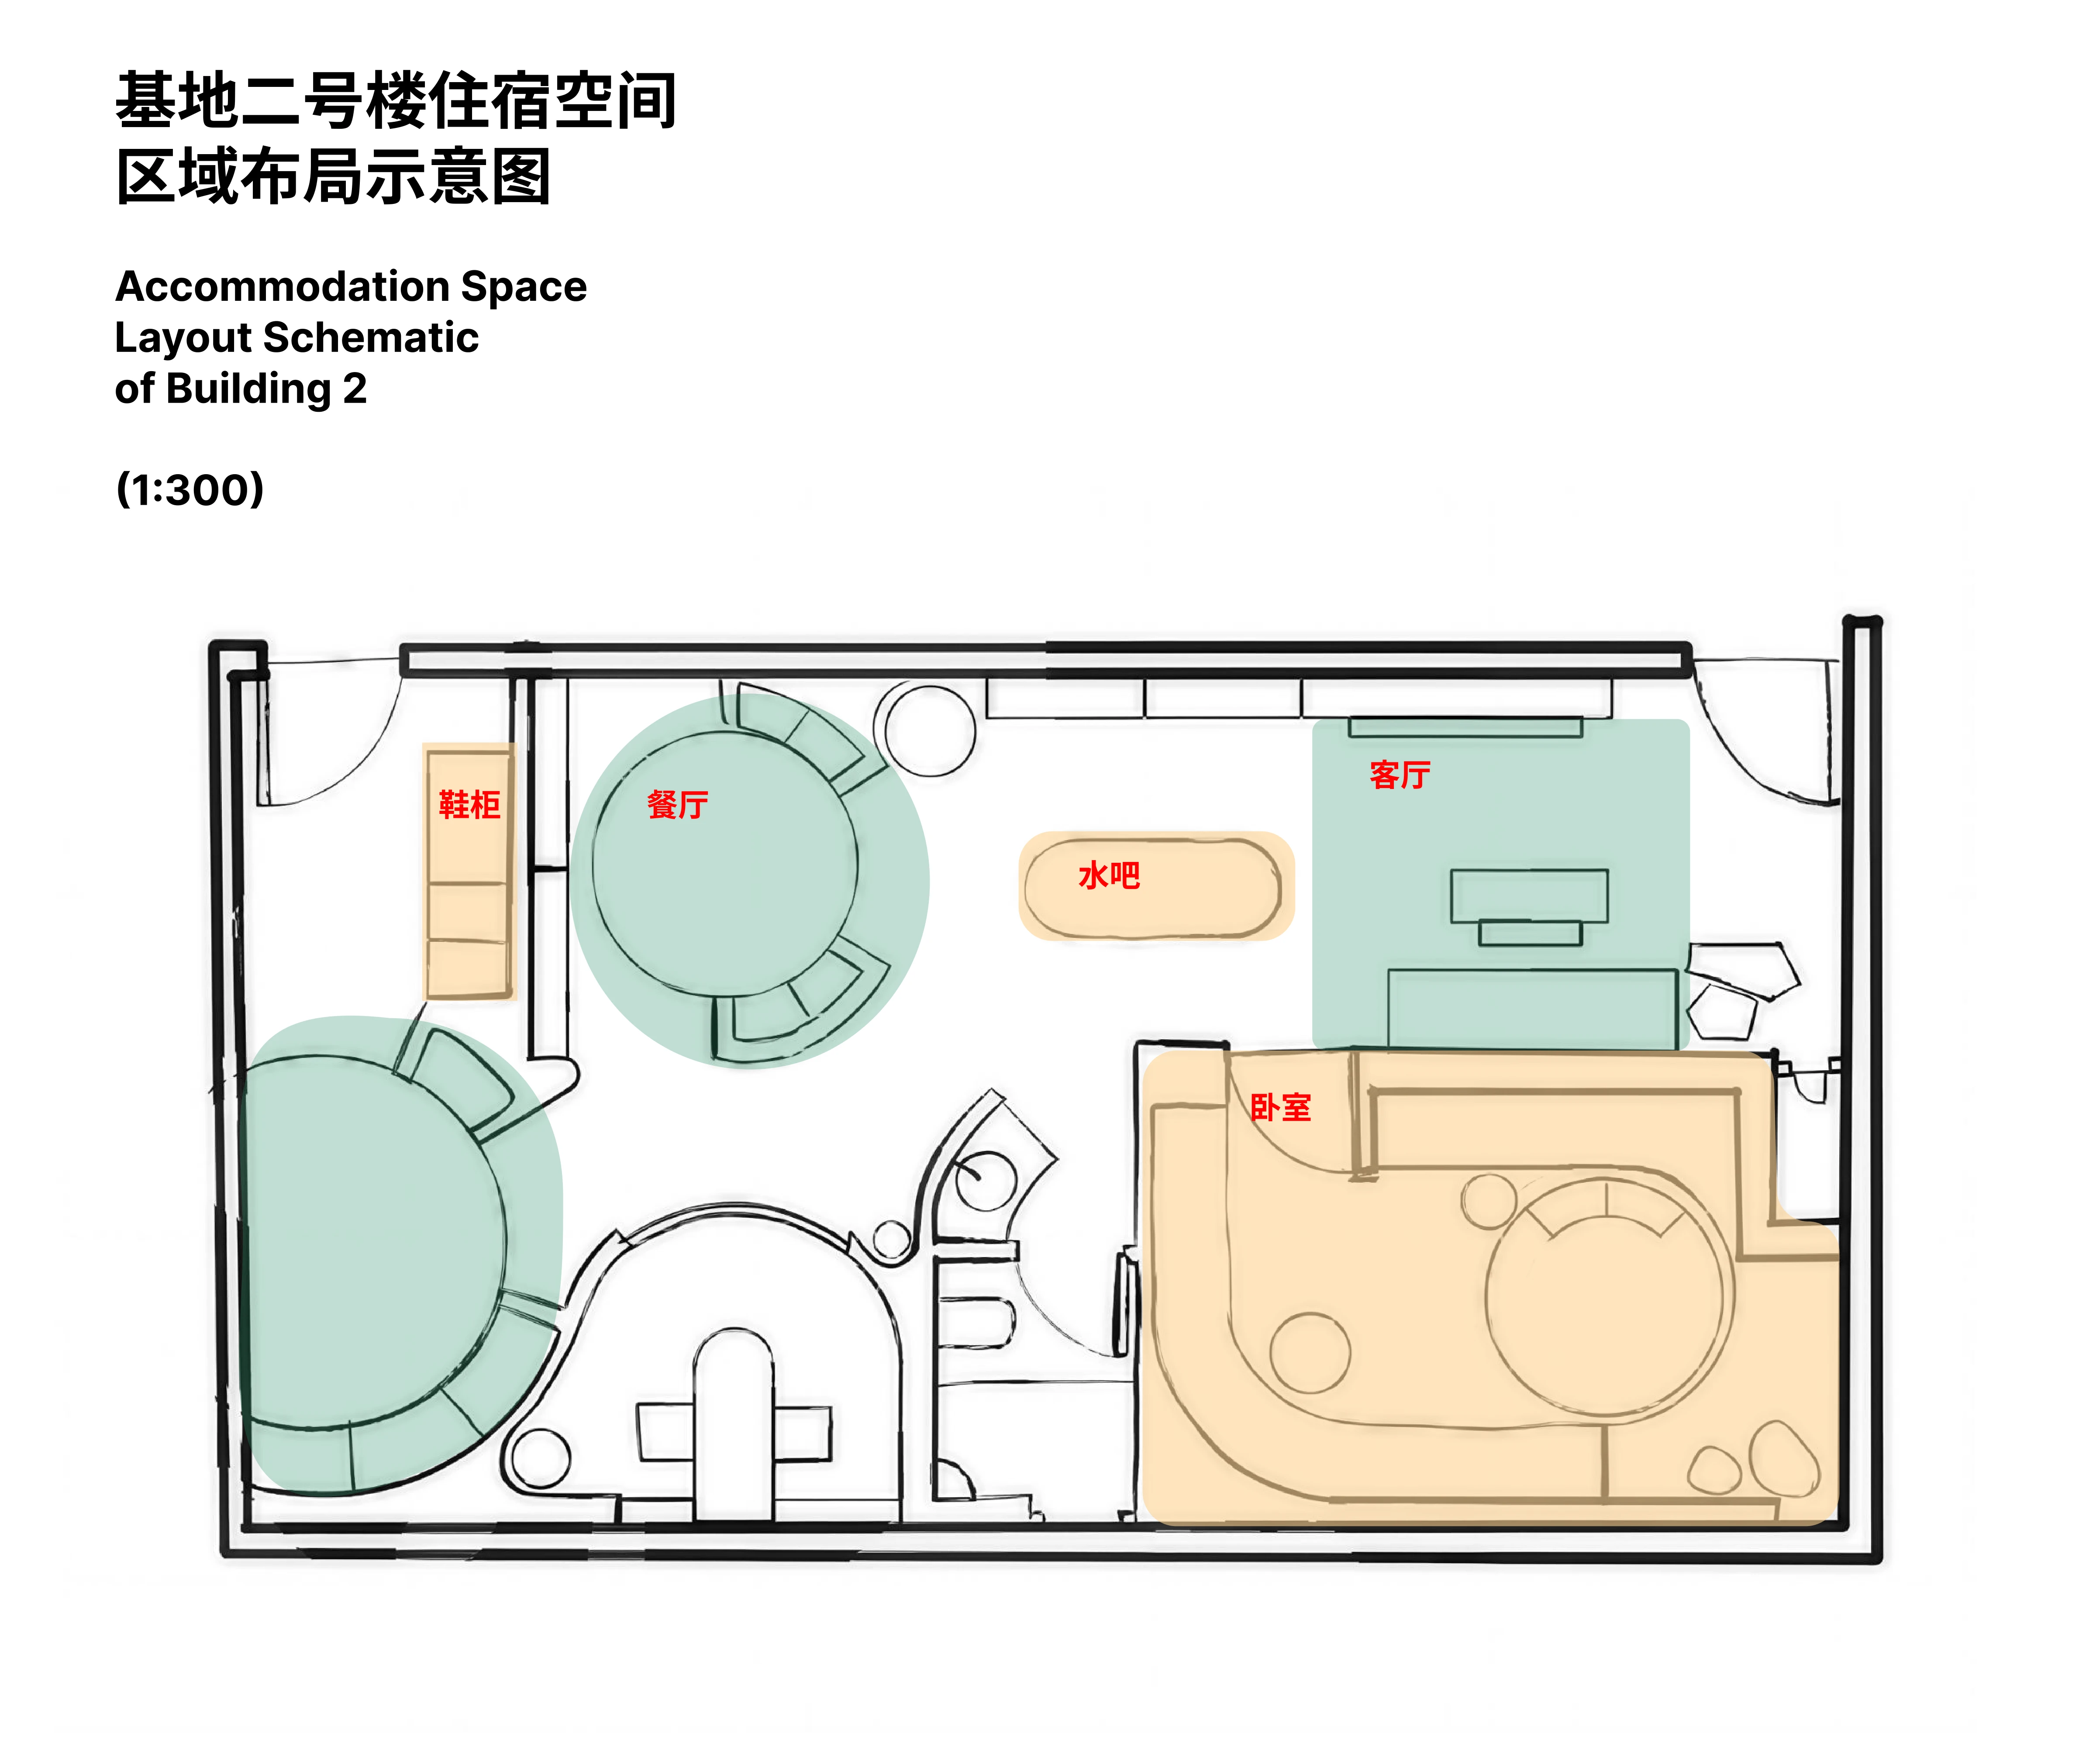 基地二号楼住宿空间
区域布局示意图
Accommodation Space
Layout Schematic
of Building 2
(1:300)
客厅
鞋柜
餐厅
水吧
卧室